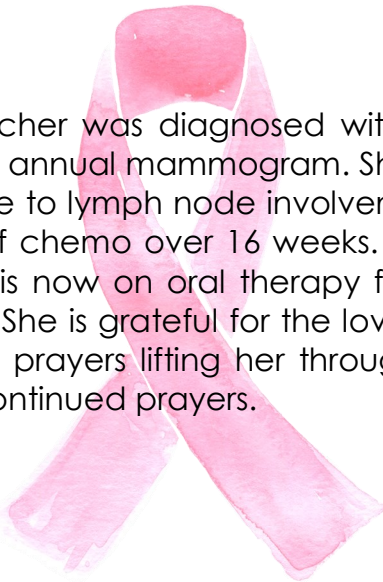 cher was diagnosed wit
annual mammogram. Sh
e to lymph node involver
f chemo over 16 weeks.
is now on oral therapy f
She is grateful for the lov
prayers lifting her throug
ontinued prayers.